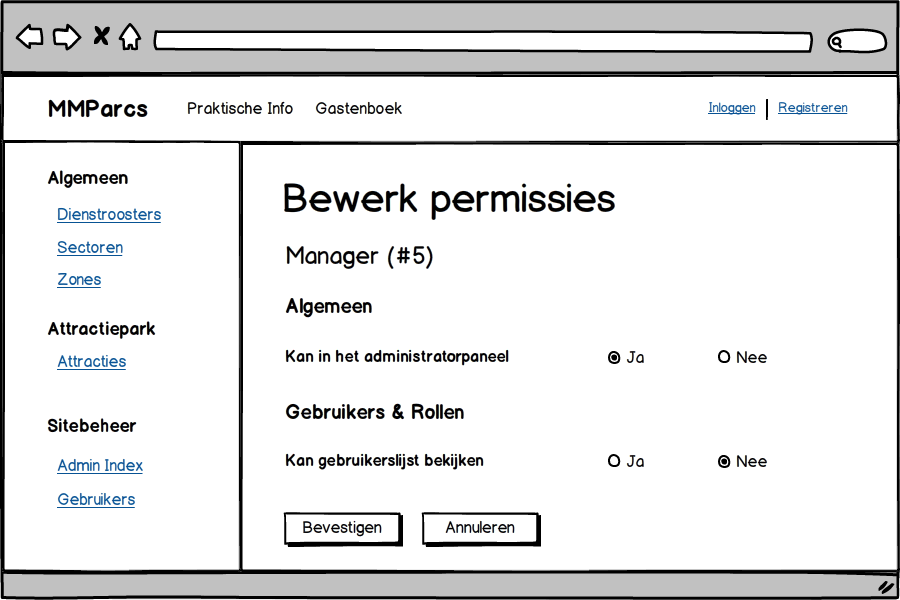 MMParcs Praktische Info Gastenboek Inloggen Registreren
Algemeen
Dienstroosters
Sectoren
Zones
Attractiepark
Attracties
Sitebeheer
Admin Index
Gebruikers
Bewerk permissies
Manager (#5)
Algemeen
Kan in het administratorpaneel Ja Nee
Gebruikers & Rollen
Kan gebruikerslijst bekijken Ja Nee
Bevestigen Annuleren